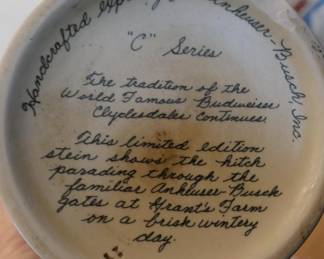 Handcrafted Anheuser-Busch, Inc.
"C" Series
The tradition of the
World Famous Budweiser
Clydesdales continues.
This limited edition
stein shows the hitch
parading through the
familiar Anheuser-Busch
gates at Grant's Farm
on a brisk wintery
day.